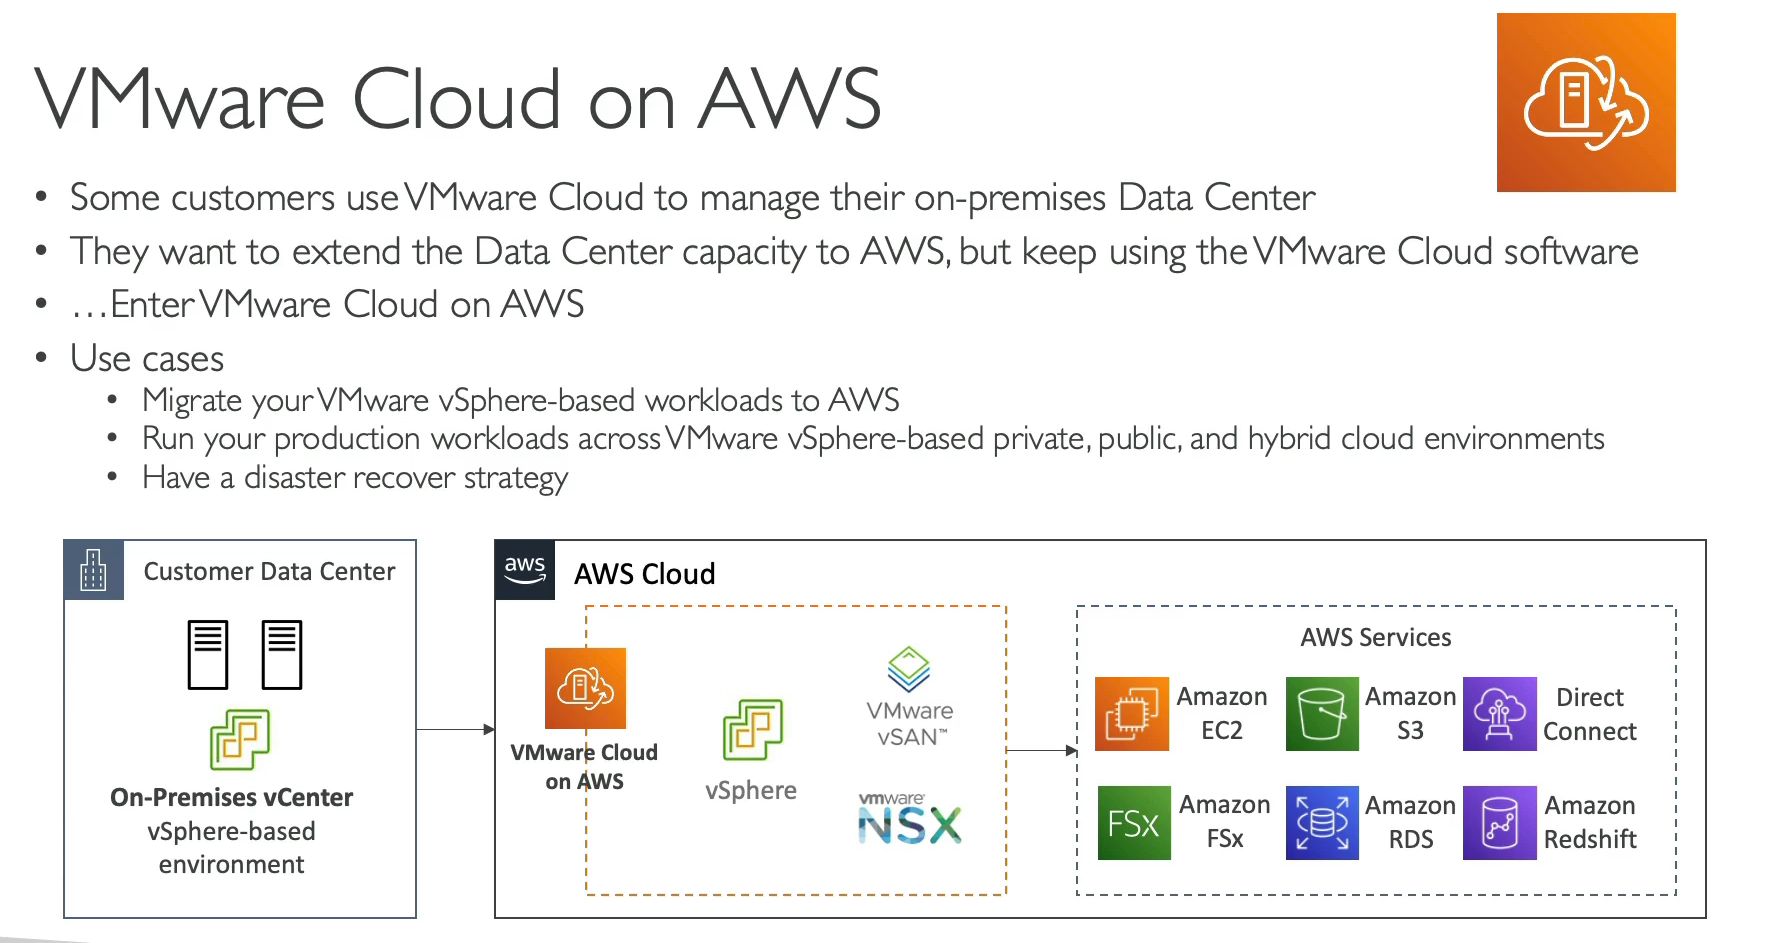 VMware Cloud on AWS
• Some customers use VMware Cloud to manage their on-premises Data Center
• They want to extend the Data Center capacity to AWS, but keep using the VMware Cloud software
• …Enter VMware Cloud on AWS
• Use cases
• Migrate your VMware vSphere-based workloads to AWS
• Run your production workloads across VMware vSphere-based private, public, and hybrid cloud environments
• Have a disaster recover strategy
Customer Data Center
On-Premises vCenter
vSphere-based
environment
aws
AWS Cloud
VMware Cloud
on AWS
vSphere
VMware
vSAN™
vmware®
NSX
AWS Services
Amazon
EC2
Amazon
S3
Direct
Connect
FSx
Amazon
FSx
Amazon
RDS
Amazon
Redshift